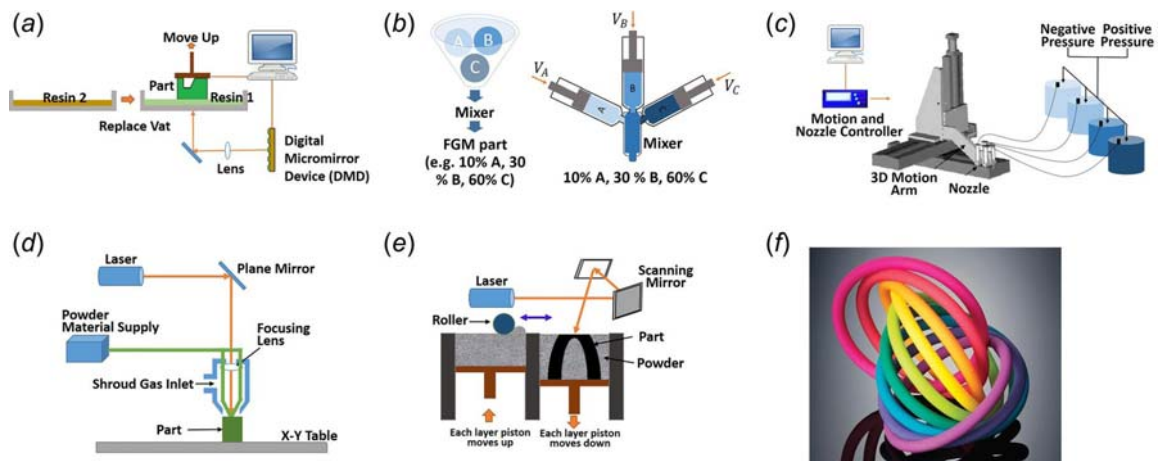 (a)
Move Up
Part
Resin 2
Resin 1
Replace Vat
Lens
Digital
Micromirror
Device (DMD)
(b)
A
B
C
Mixer
FGM part
(e.g. 10% A, 30
% B, 60% C)
V_B
V_A
V_C
A
B
C
Mixer
10% A, 30 % B, 60% C
(c)
Negative
Pressure
Positive
Pressure
Motion and
Nozzle Controller
3D Motion
Arm
Nozzle
(d)
Laser
Plane Mirror
Powder
Material Supply
Focusing
Lens
Shroud Gas Inlet
Part
X-Y Table
(e)
Laser
Scanning
Mirror
Roller
Part
Powder
Each layer piston
moves up
Each layer piston
moves down
(f)